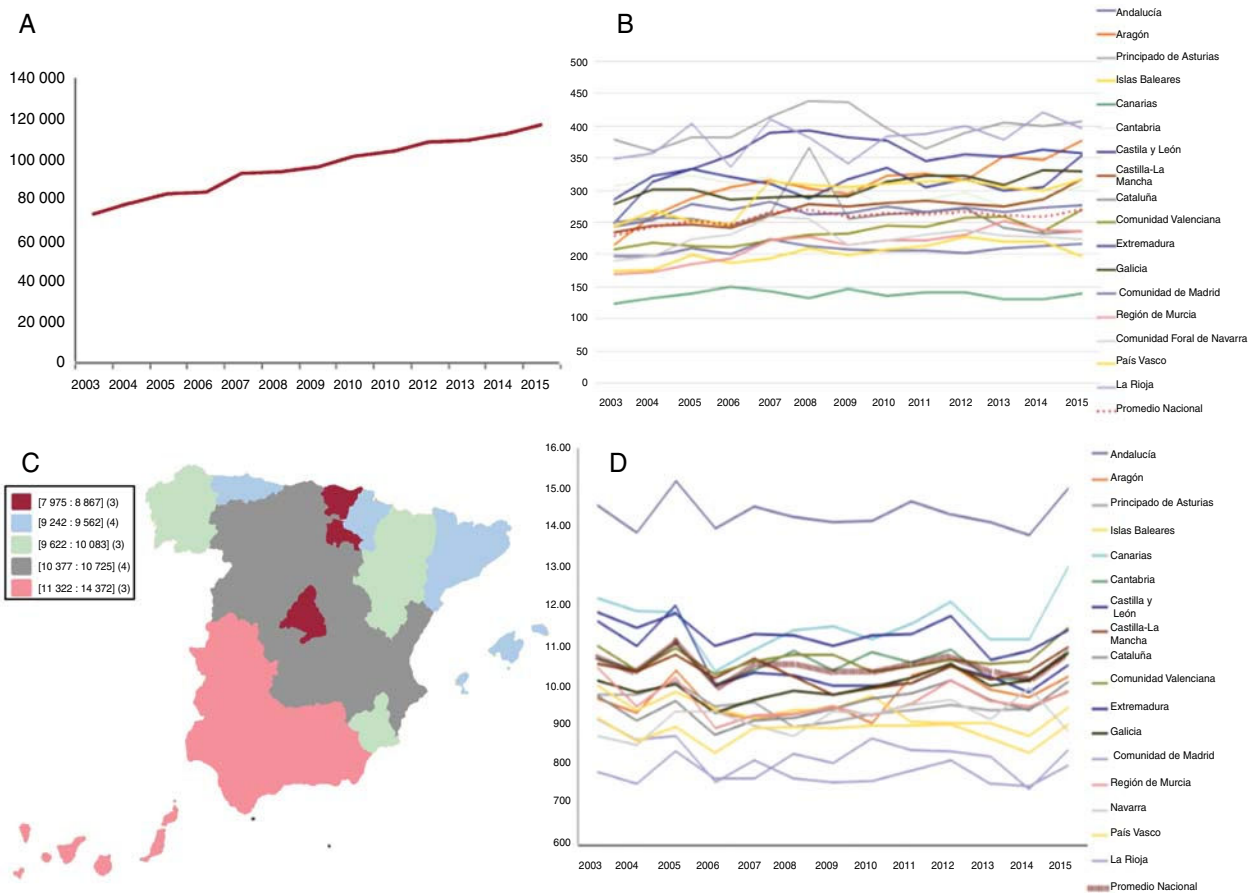 A
140 000
120 000
100 000
80 000
60 000
40 000
20 000
0
2003 2004 2005 2006 2007 2008 2009 2010 2010 2012 2013 2014 2015
B
500
450
400
350
300
250
200
150
100
50
0
2003 2004 2005 2006 2007 2008 2009 2010 2011 2012 2013 2014 2015
Andalucía
Aragón
Principado de Asturias
Islas Baleares
Canarias
Cantabria
Castila y León
Castilla-La
Mancha
Cataluña
Comunidad Valenciana
Extremadura
Galicia
Comunidad de Madrid
Región de Murcia
Comunidad Foral de Navarra
País Vasco
La Rioja
Promedio Nacional
C
[7 975 : 8 867] (3)
[9 242 : 9 562] (4)
[9 622 : 10 083] (3)
[10 377 : 10 725] (4)
[11 322 : 14 372] (3)
D
16.00
15.00
14.00
13.00
12.00
11.00
10.00
900
800
700
600
2003 2004 2005 2006 2007 2008 2009 2010 2011 2012 2013 2014 2015
Andalucía
Aragón
Principado de Asturias
Islas Baleares
Canarias
Cantabria
Castilla y
León
Castilla-La
Mancha
Cataluña
Comunidad Valenciana
Extremadura
Galicia
Comunidad de Madrid
Región de Murcia
Navarra
País Vasco
La Rioja
Promedio Nacional